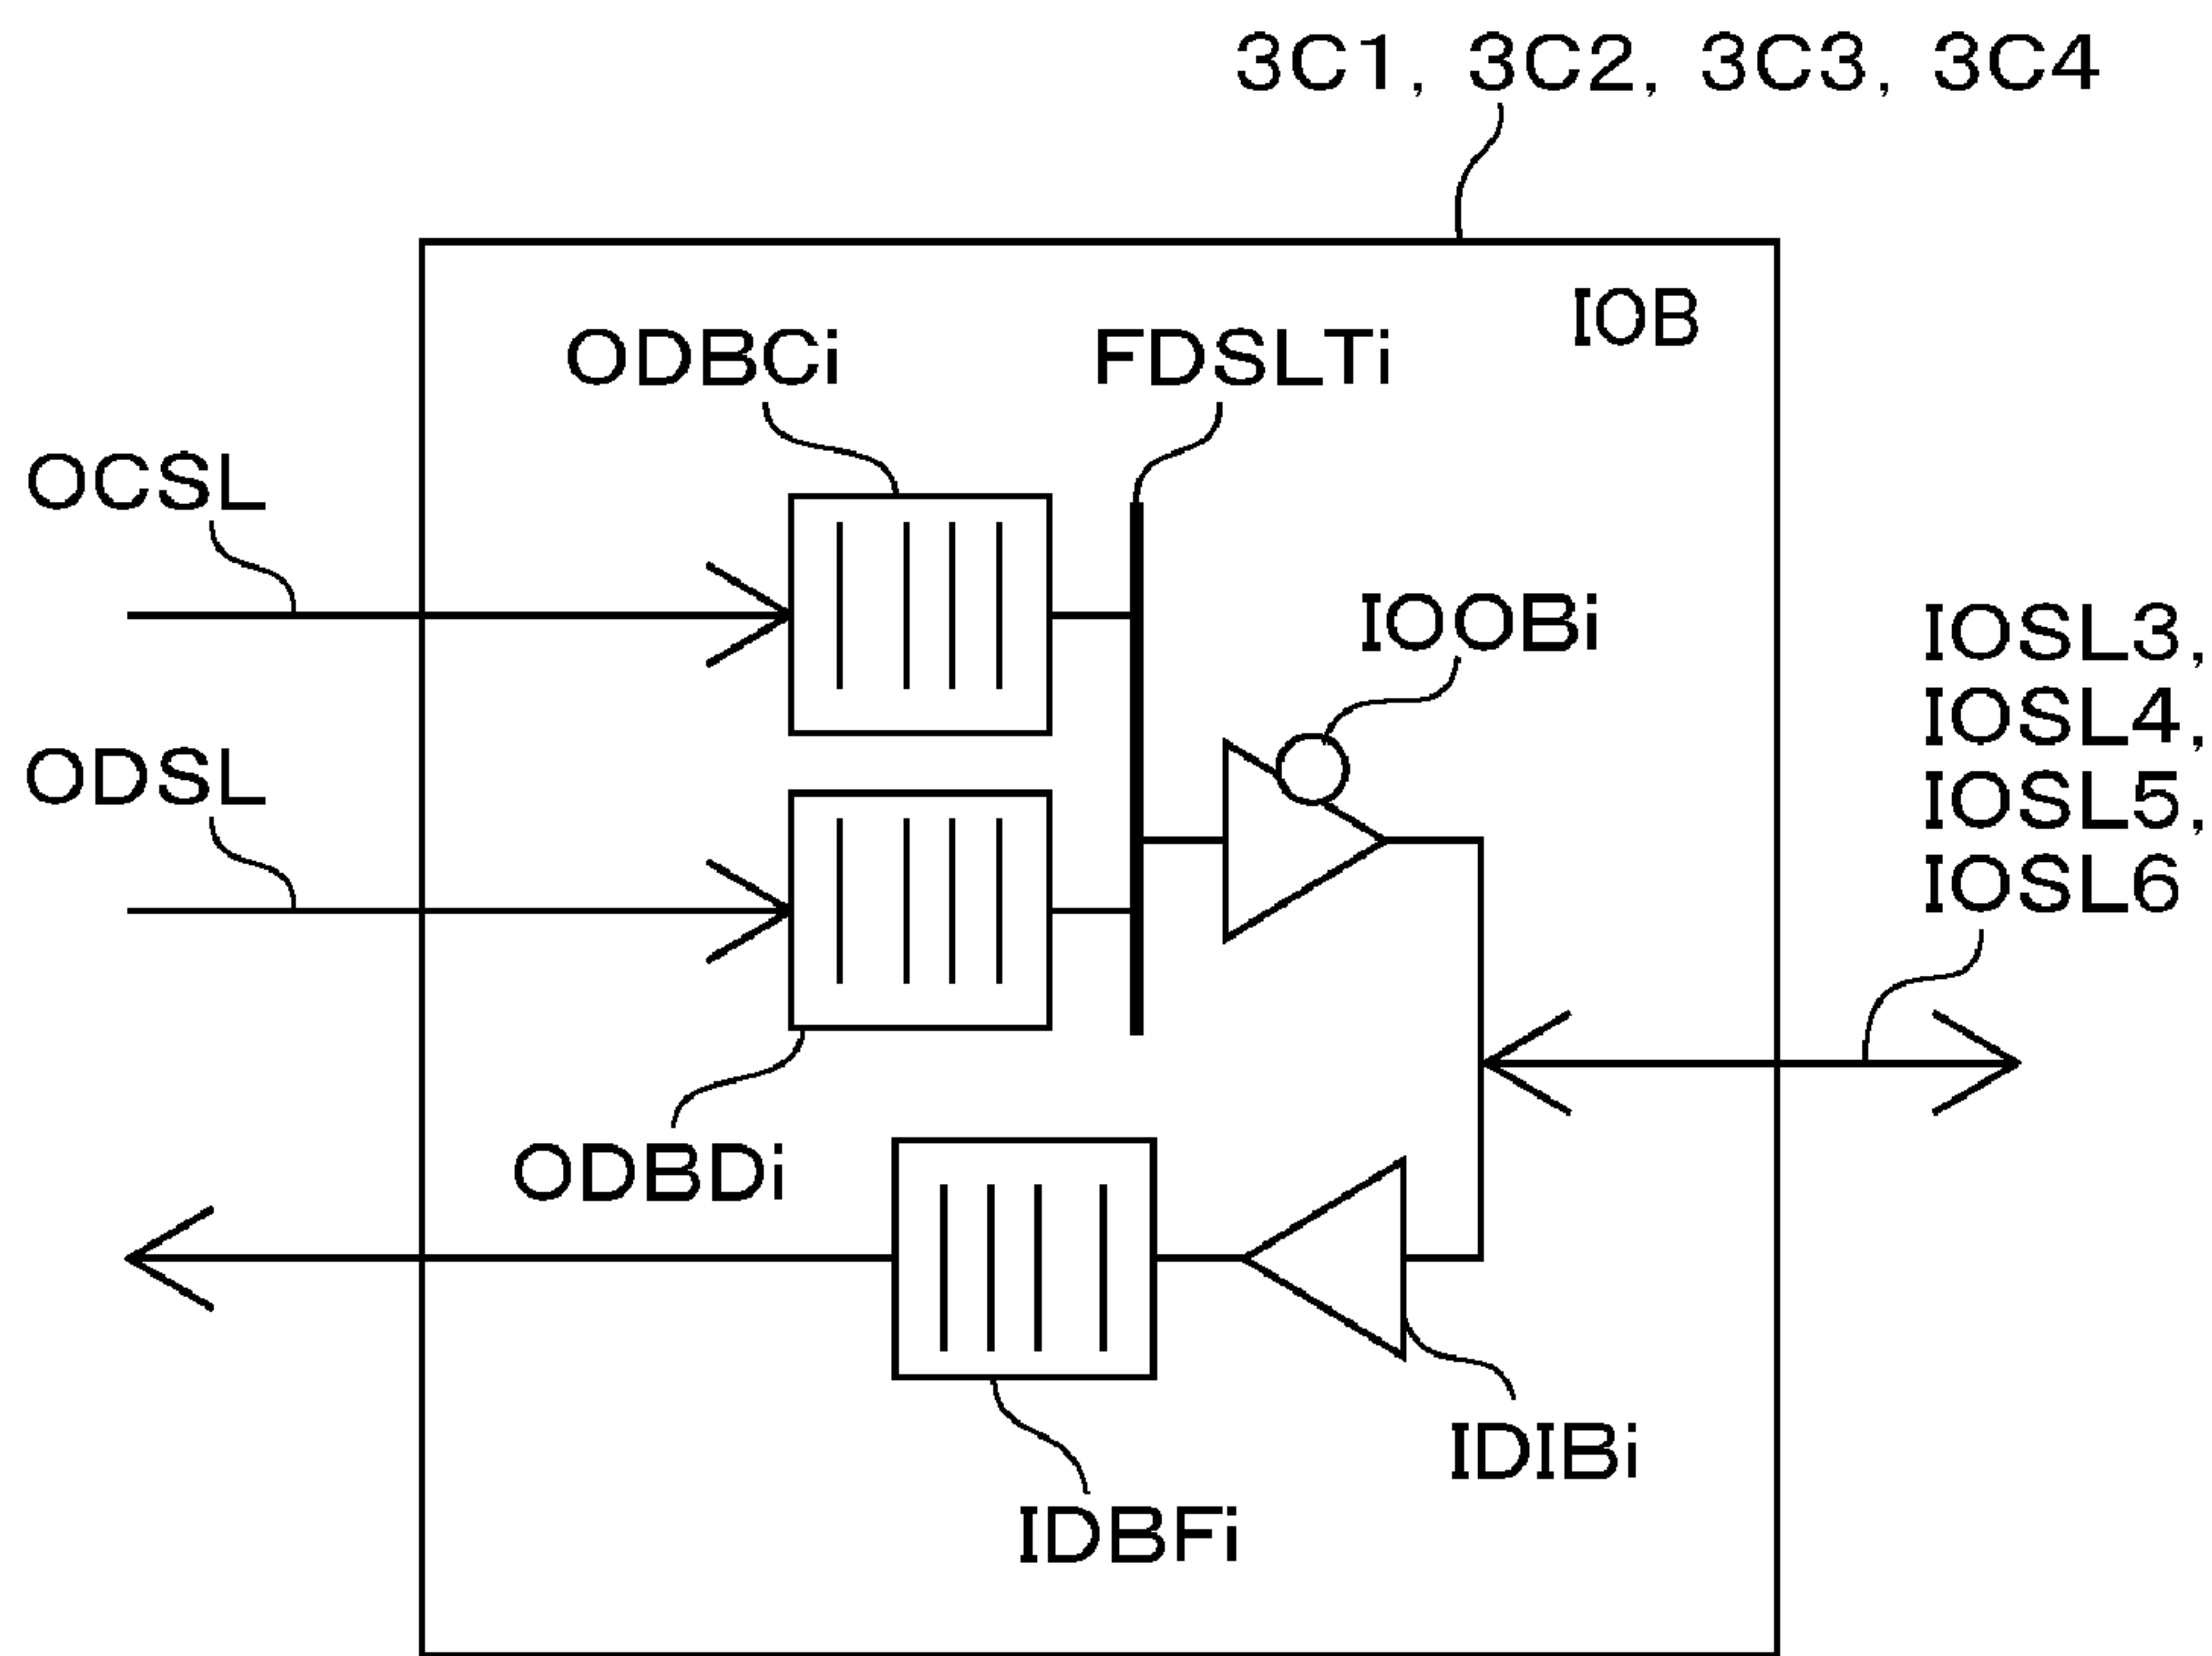 3C1, 3C2, 3C3, 3C4
IOB
ODBCi
FDSLTi
OCSL
IOOBi
IOSL3,
IOSL4,
IOSL5,
IOSL6
ODSL
ODBDi
IDIBi
IDBFi